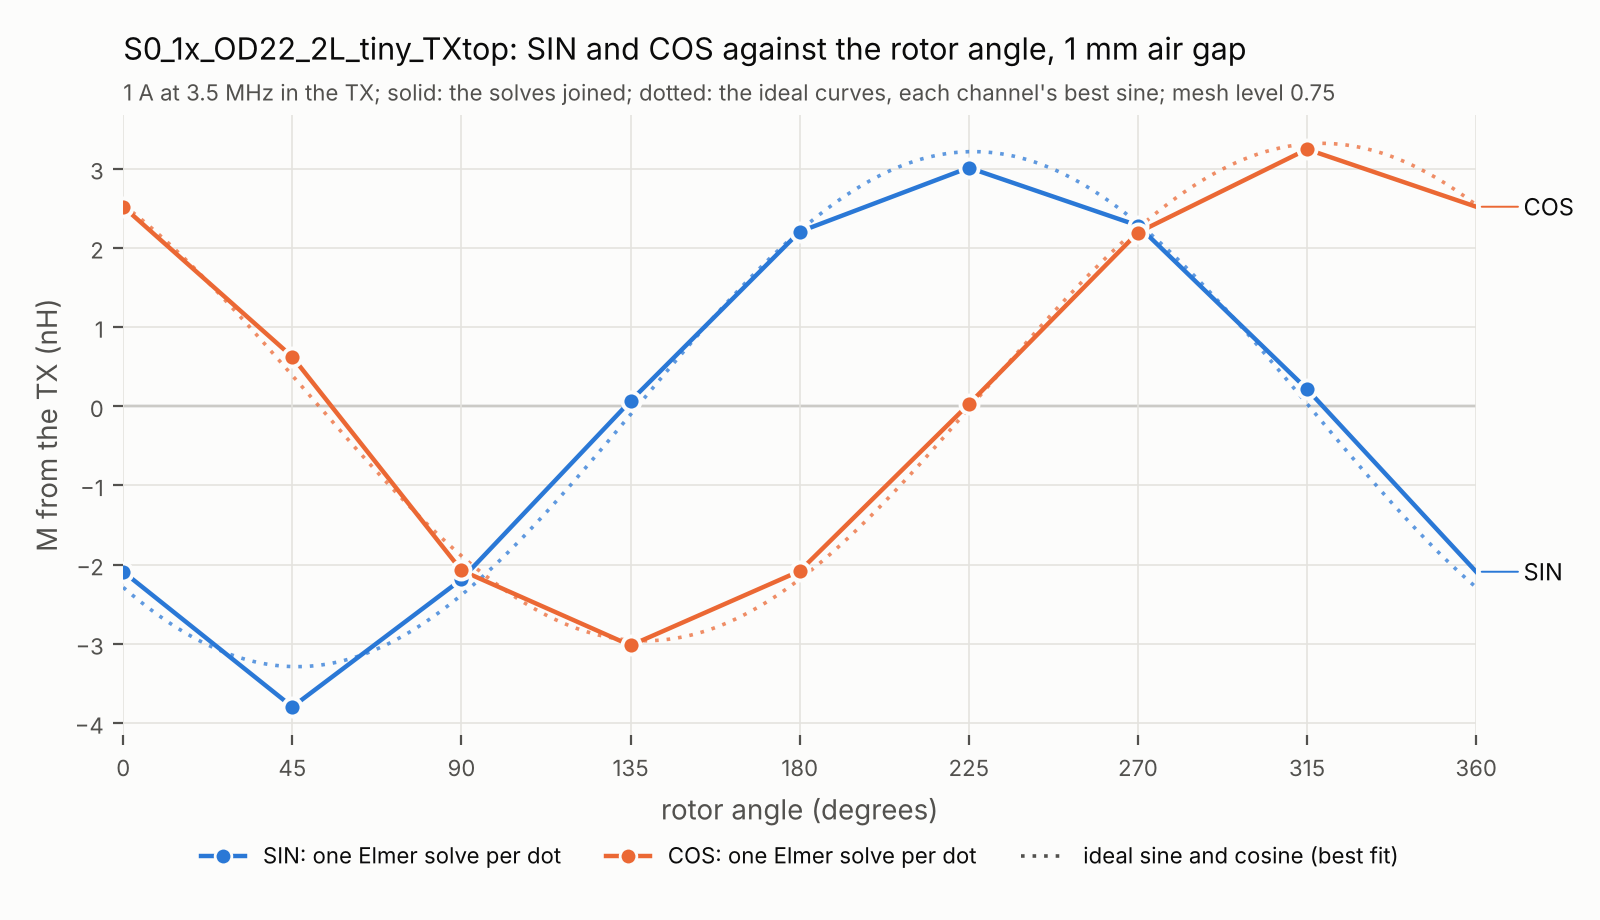 S0_1x_OD22_2L_tiny_TXtop: SIN and COS against the rotor angle, 1 mm air gap
1 A at 3.5 MHz in the TX; solid: the solves joined; dotted: the ideal curves, each channel's best sine; mesh level 0.75
M from the TX (nH)
3
2
1
0
−1
−2
−3
−4
COS
SIN
0 45 90 135 180 225 270 315 360
rotor angle (degrees)
SIN: one Elmer solve per dot COS: one Elmer solve per dot ideal sine and cosine (best fit)